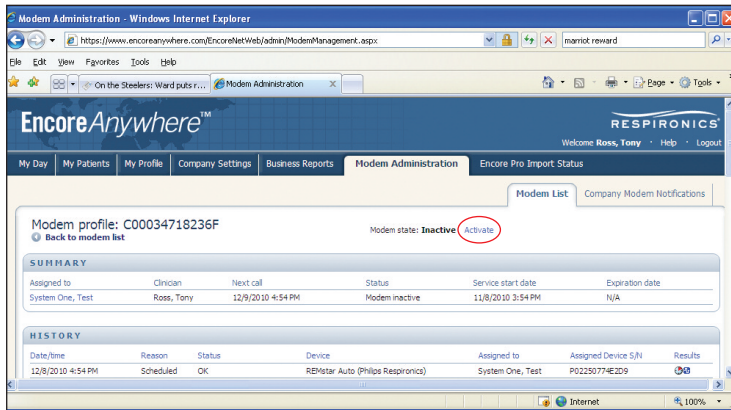 Modem Administration - Windows Internet Explorer
https://www.encoreanywhere.com/EncoreNetWeb/admin/ModemManagement.aspx
marriot reward
File Edit View Favorites Tools Help
On the Steelers: Ward puts r... Modem Administration X Page Tools
EncoreAnywhere™
RESPIRONICS®
Welcome Ross, Tony · Help · Logout
My Day My Patients My Profile Company Settings Business Reports Modem Administration Encore Pro Import Status
Modem List Company Modem Notifications
Modem profile: C00034718236F Modem state: Inactive Activate
Back to modem list
SUMMARY
Assigned to Clinician Next call Status Service start date Expiration date
System One, Test Ross, Tony 12/9/2010 4:54 PM Modem inactive 11/8/2010 3:54 PM N/A
HISTORY
Date/time Reason Status Device Assigned to Assigned Device S/N Results
12/8/2010 4:54 PM Scheduled OK REMstar Auto (Philips Respironics) System One, Test P02250774E2D9
Internet 100%